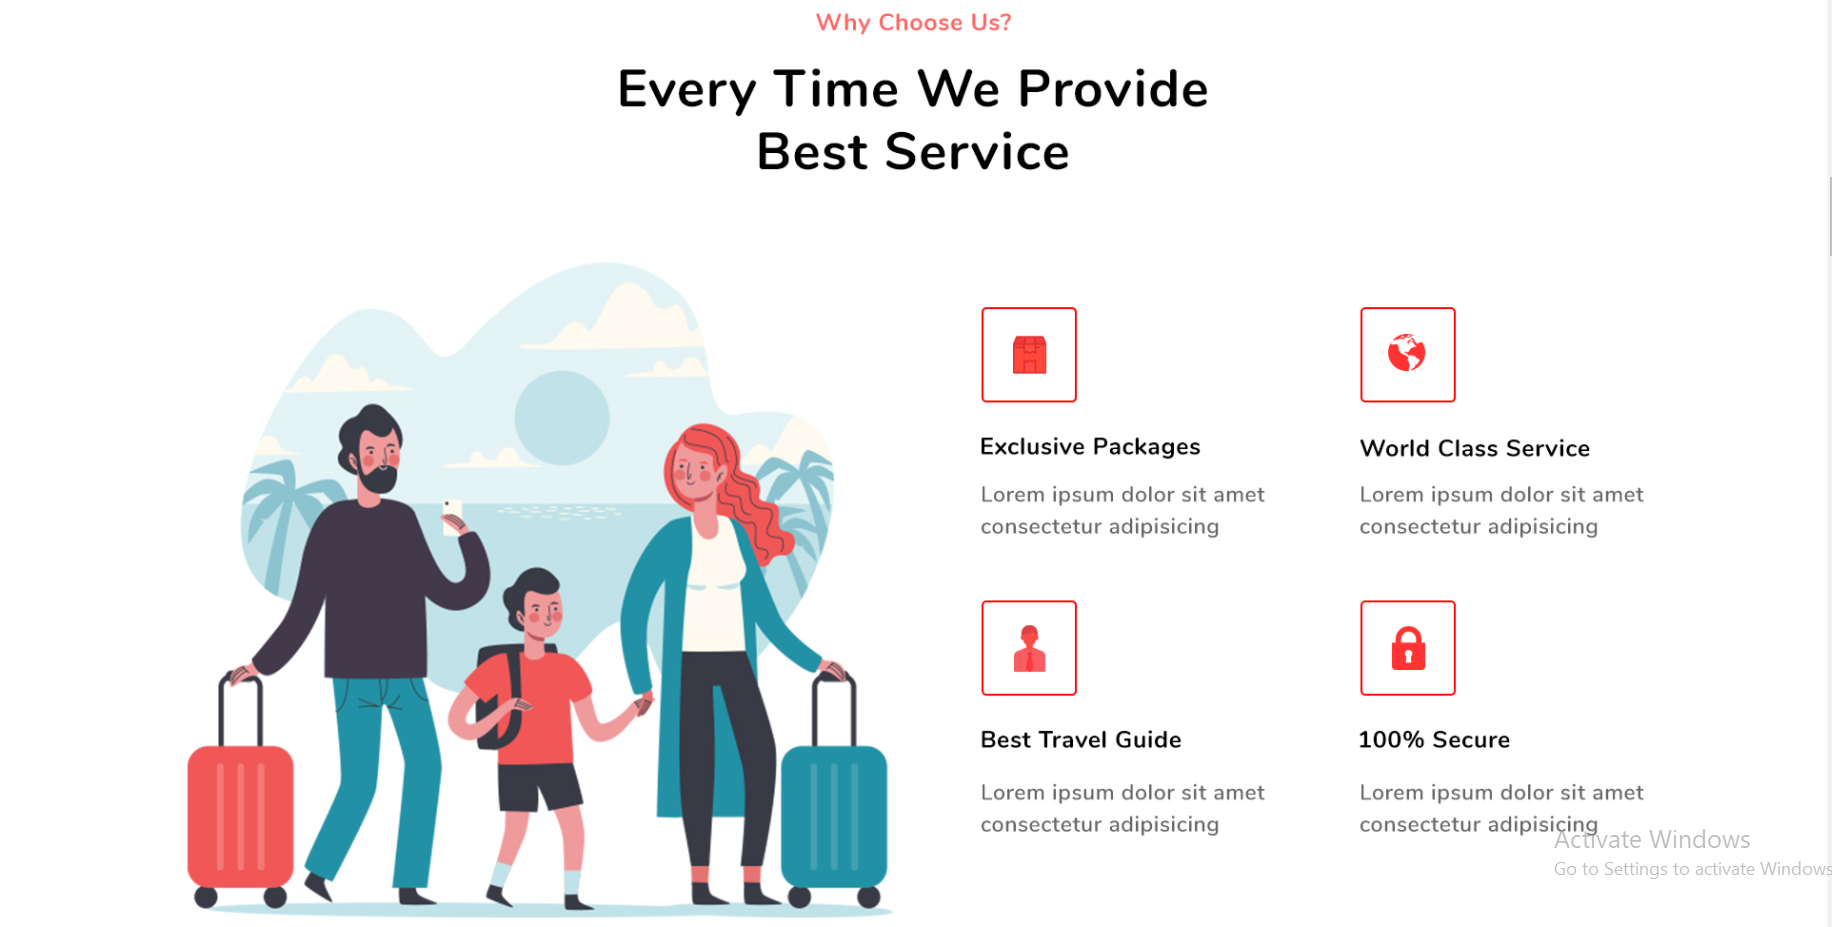 Why Choose Us?
Every Time We Provide
Best Service
Exclusive Packages
Lorem ipsum dolor sit amet
consectetur adipisicing
World Class Service
Lorem ipsum dolor sit amet
consectetur adipisicing
Best Travel Guide
Lorem ipsum dolor sit amet
consectetur adipisicing
100% Secure
Lorem ipsum dolor sit amet
consectetur adipisicing
Activate Windows
Go to Settings to activate Windows